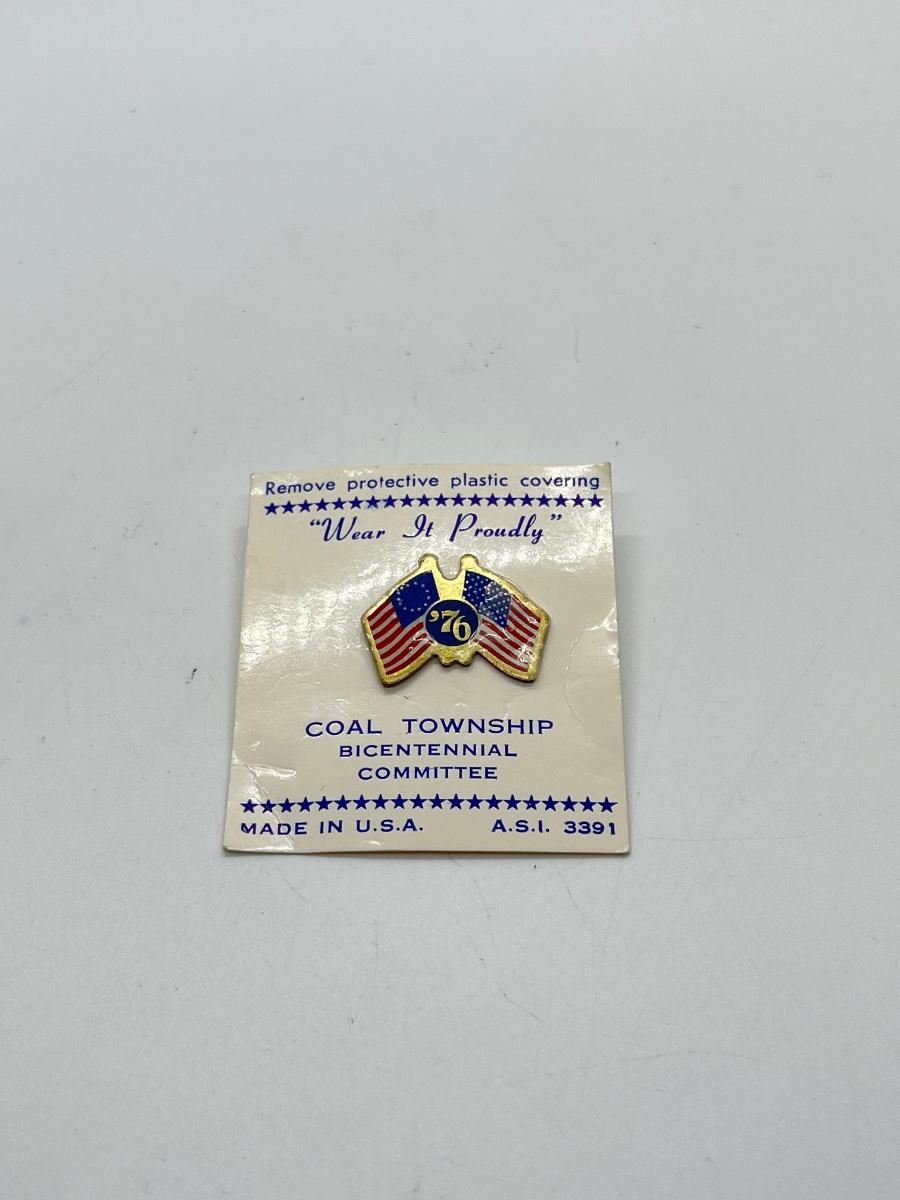 Remove protective plastic covering
“Wear It Proudly”
’76
COAL TOWNSHIP
BICENTENNIAL
COMMITTEE
MADE IN U.S.A. A.S.I. 3391